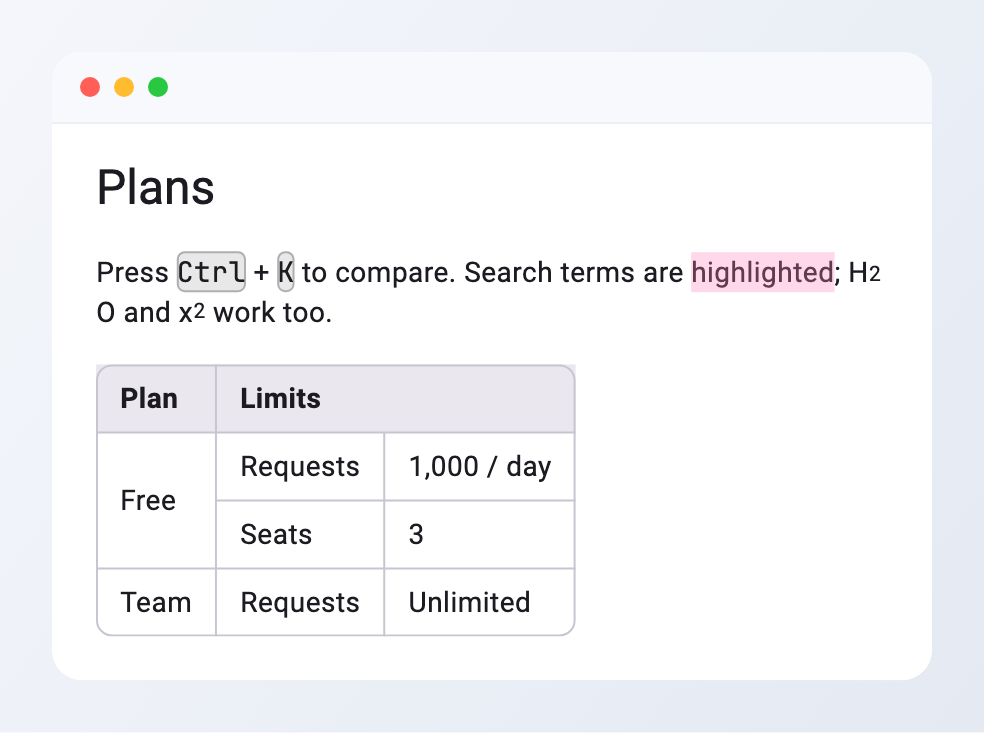 Plans
Press Ctrl + K to compare. Search terms are highlighted; H2
O and x2 work too.
Plan Limits
Free Requests 1,000 / day
Seats 3
Team Requests Unlimited